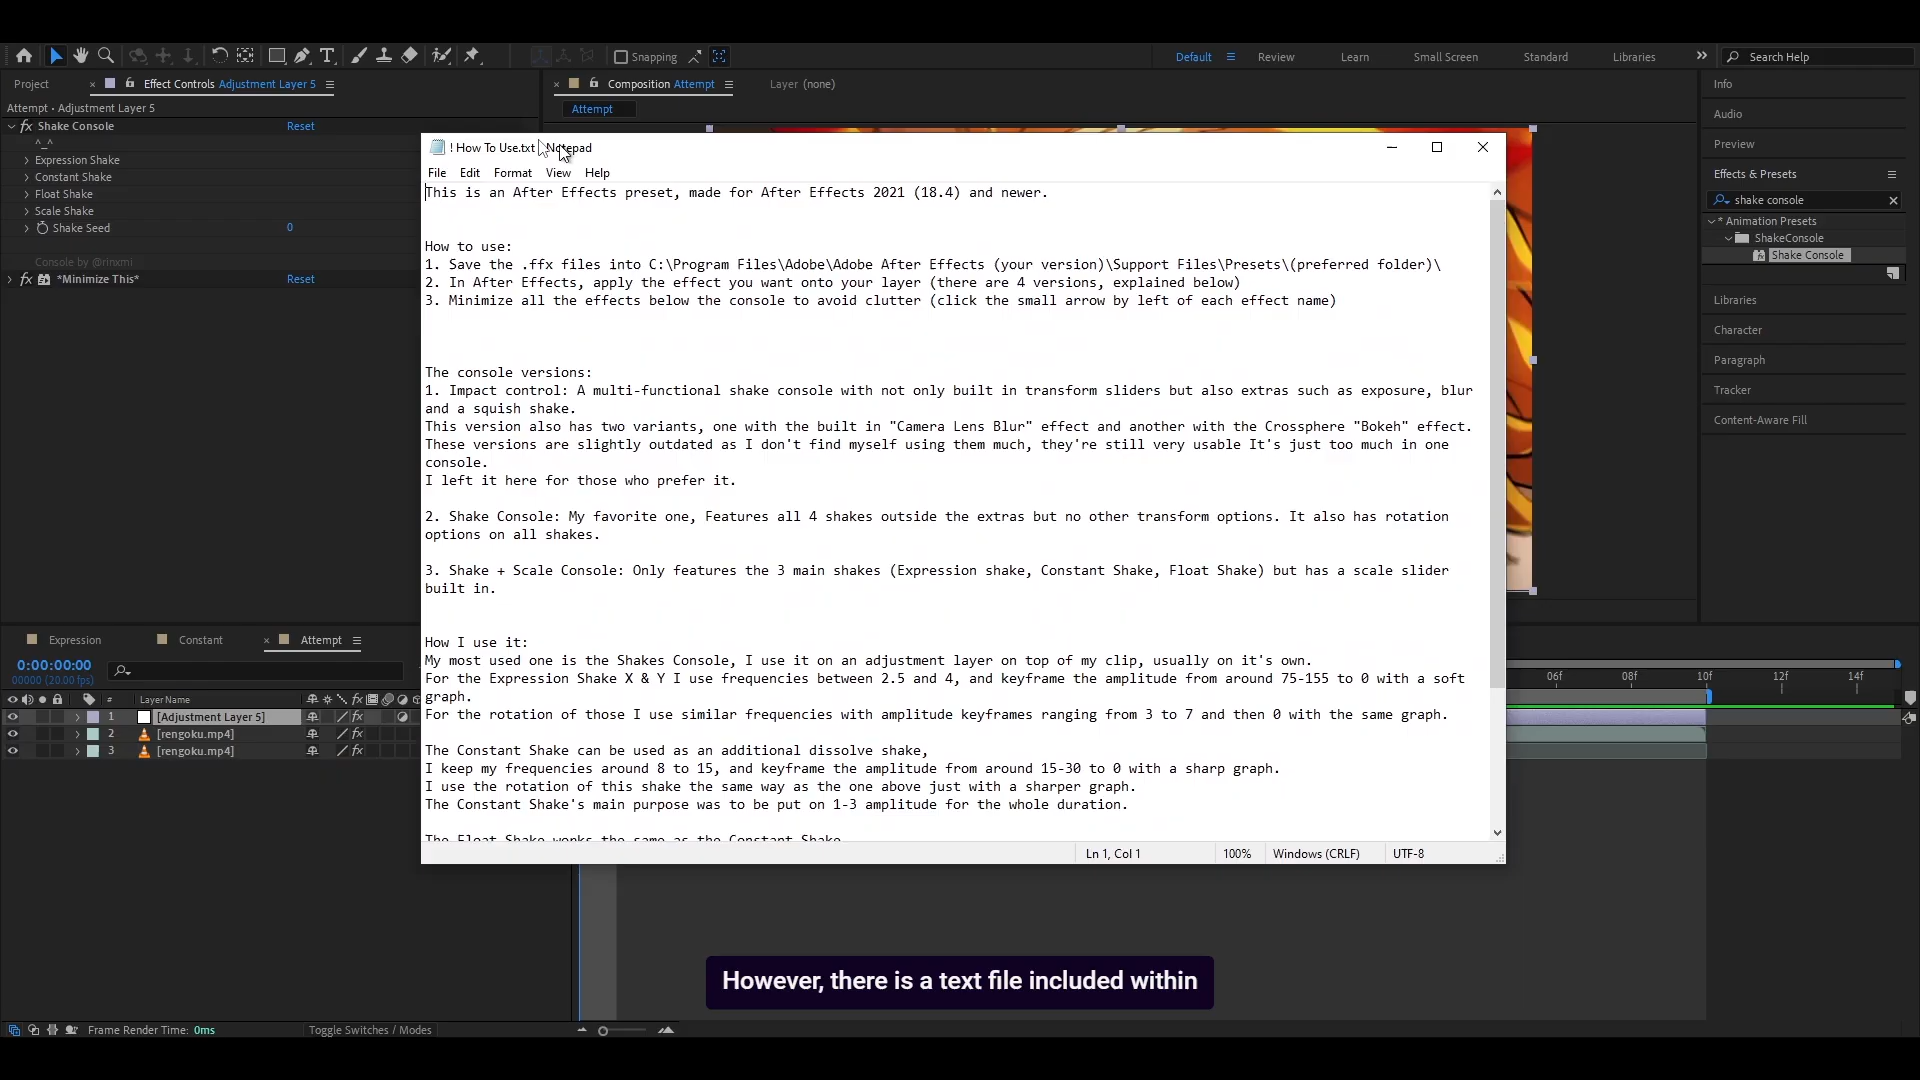 Snapping
Default
Review
Learn
Small Screen
Standard
Libraries
Search Help
Project
Effect Controls Adjustment Layer 5
Composition Attempt
Layer (none)
Info
Attempt • Adjustment Layer 5
Attempt
Audio
fx Shake Console Reset
^_^
Expression Shake
Constant Shake
Float Shake
Scale Shake
Shake Seed 0
Console by @rinxmi
fx *Minimize This* Reset
Preview
Effects & Presets
shake console
* Animation Presets
ShakeConsole
Shake Console
Libraries
Character
Paragraph
Tracker
Content-Aware Fill
! How To Use.txt - Notepad
File Edit Format View Help
This is an After Effects preset, made for After Effects 2021 (18.4) and newer.
How to use:
1. Save the .ffx files into C:\Program Files\Adobe\Adobe After Effects (your version)\Support Files\Presets\(preferred folder)\
2. In After Effects, apply the effect you want onto your layer (there are 4 versions, explained below)
3. Minimize all the effects below the console to avoid clutter (click the small arrow by left of each effect name)
The console versions:
1. Impact control: A multi-functional shake console with not only built in transform sliders but also extras such as exposure, blur
and a squish shake.
This version also has two variants, one with the built in "Camera Lens Blur" effect and another with the Crossphere "Bokeh" effect.
These versions are slightly outdated as I don't find myself using them much, they're still very usable It's just too much in one
console.
I left it here for those who prefer it.
2. Shake Console: My favorite one, Features all 4 shakes outside the extras but no other transform options. It also has rotation
options on all shakes.
3. Shake + Scale Console: Only features the 3 main shakes (Expression shake, Constant Shake, Float Shake) but has a scale slider
built in.
How I use it:
My most used one is the Shakes Console, I use it on an adjustment layer on top of my clip, usually on it's own.
For the Expression Shake X & Y I use frequencies between 2.5 and 4, and keyframe the amplitude from around 75-155 to 0 with a soft
graph.
For the rotation of those I use similar frequencies with amplitude keyframes ranging from 3 to 7 and then 0 with the same graph.
The Constant Shake can be used as an additional dissolve shake,
I keep my frequencies around 8 to 15, and keyframe the amplitude from around 15-30 to 0 with a sharp graph.
I use the rotation of this shake the same way as the one above just with a sharper graph.
The Constant Shake's main purpose was to be put on 1-3 amplitude for the whole duration.
The Float Shake works the same as the Constant Shake
Ln 1, Col 1
100%
Windows (CRLF)
UTF-8
Expression
Constant
Attempt
0:00:00:00
00000 (20.00 fps)
# Layer Name
1 [Adjustment Layer 5]
2 [rengoku.mp4]
3 [rengoku.mp4]
06f 08f 10f 12f 14f
However, there is a text file included within
Frame Render Time: 0ms
Toggle Switches / Modes